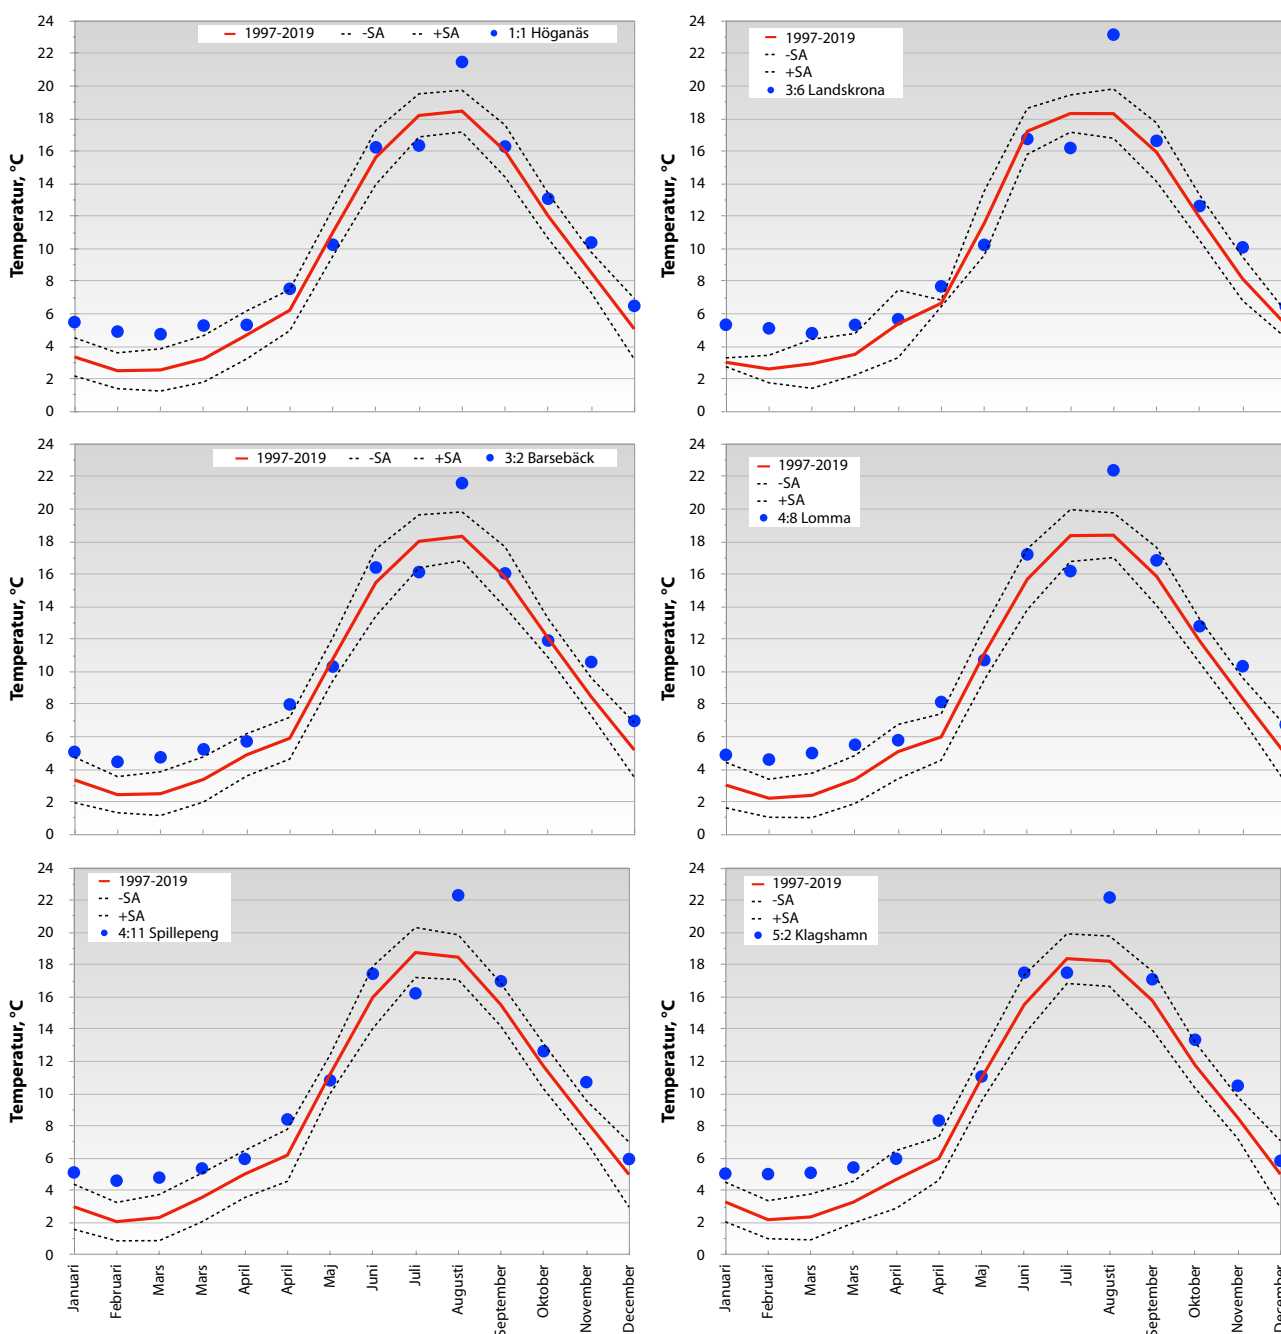 24
22
20
18
16
14
12
10
8
6
4
2
0
Temperatur, °C
1997-2019 -SA +SA 1:1 Höganäs
24
22
20
18
16
14
12
10
8
6
4
2
0
Temperatur, °C
1997-2019
-SA
+SA
3:6 Landskrona
24
22
20
18
16
14
12
10
8
6
4
2
0
Temperatur, °C
1997-2019 -SA +SA 3:2 Barsebäck
24
22
20
18
16
14
12
10
8
6
4
2
0
Temperatur, °C
1997-2019
-SA
+SA
4:8 Lomma
24
22
20
18
16
14
12
10
8
6
4
2
0
Temperatur, °C
1997-2019
-SA
+SA
4:11 Spillepeng
Januari
Februari
Mars
Mars
April
April
Maj
Juni
Juli
Augusti
September
Oktober
November
December
24
22
20
18
16
14
12
10
8
6
4
2
0
Temperatur, °C
1997-2019
-SA
+SA
5:2 Klagshamn
Januari
Februari
Mars
Mars
April
April
Maj
Juni
Juli
Augusti
September
Oktober
November
December